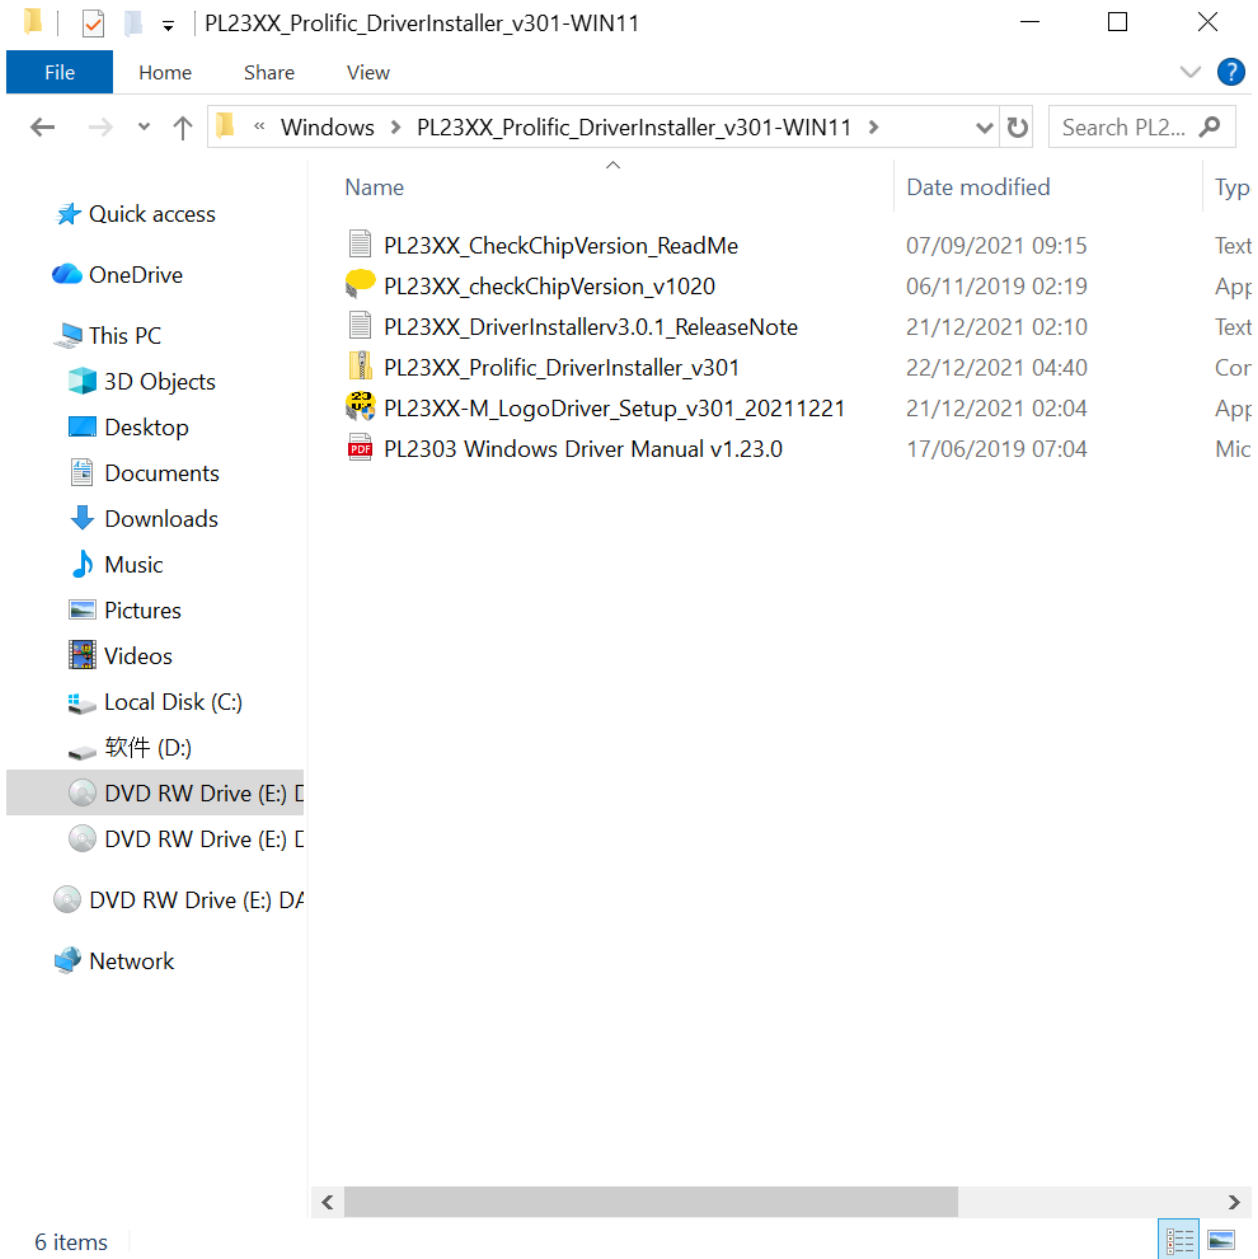 PL23XX_Prolific_DriverInstaller_v301-WIN11
File Home Share View ?
« Windows > PL23XX_Prolific_DriverInstaller_v301-WIN11 > Search PL2...
Name Date modified Typ
Quick access
OneDrive
This PC
3D Objects
Desktop
Documents
Downloads
Music
Pictures
Videos
Local Disk (C:)
软件 (D:)
DVD RW Drive (E:) D
DVD RW Drive (E:) D
DVD RW Drive (E:) DA
Network
PL23XX_CheckChipVersion_ReadMe 07/09/2021 09:15 Text
PL23XX_checkChipVersion_v1020 06/11/2019 02:19 App
PL23XX_DriverInstallerv3.0.1_ReleaseNote 21/12/2021 02:10 Text
PL23XX_Prolific_DriverInstaller_v301 22/12/2021 04:40 Cor
PL23XX-M_LogoDriver_Setup_v301_20211221 21/12/2021 02:04 App
PDF PL2303 Windows Driver Manual v1.23.0 17/06/2019 07:04 Mic
6 items